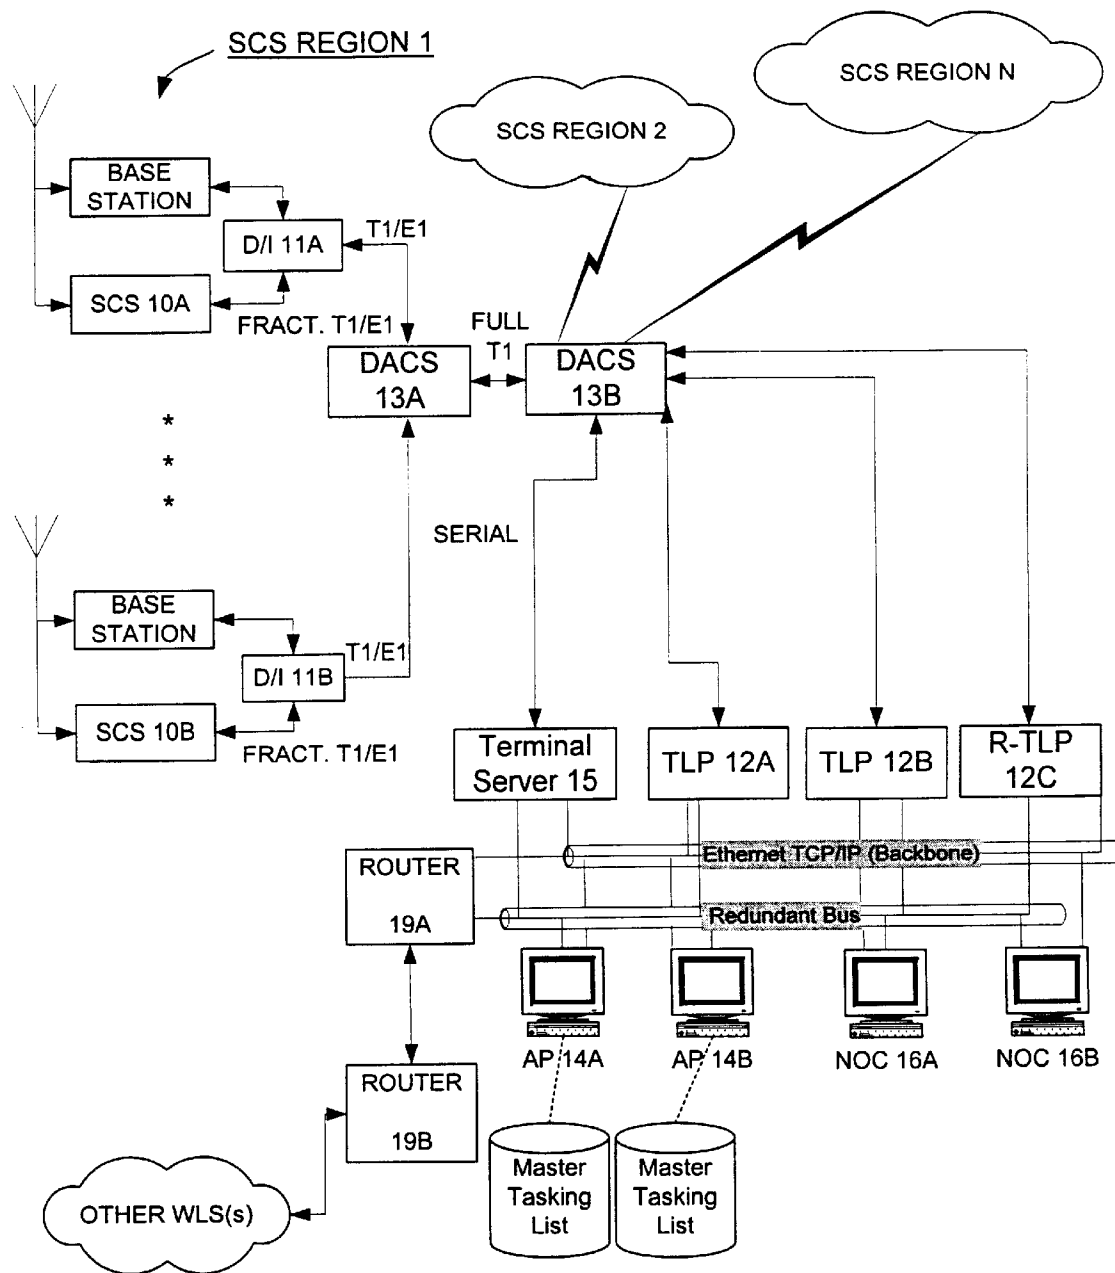 SCS REGION 1
SCS REGION 2
SCS REGION N
BASE
STATION
D/I 11A
T1/E1
SCS 10A
FRACT. T1/E1
FULL
T1
DACS
13A
DACS
13B
*
*
*
SERIAL
BASE
STATION
D/I 11B
T1/E1
SCS 10B
FRACT. T1/E1
Terminal
Server 15
TLP 12A
TLP 12B
R-TLP
12C
Ethernet TCP/IP (Backbone)
ROUTER
19A
Redundant Bus
AP 14A
AP 14B
NOC 16A
NOC 16B
ROUTER
19B
Master
Tasking
List
Master
Tasking
List
OTHER WLS(s)